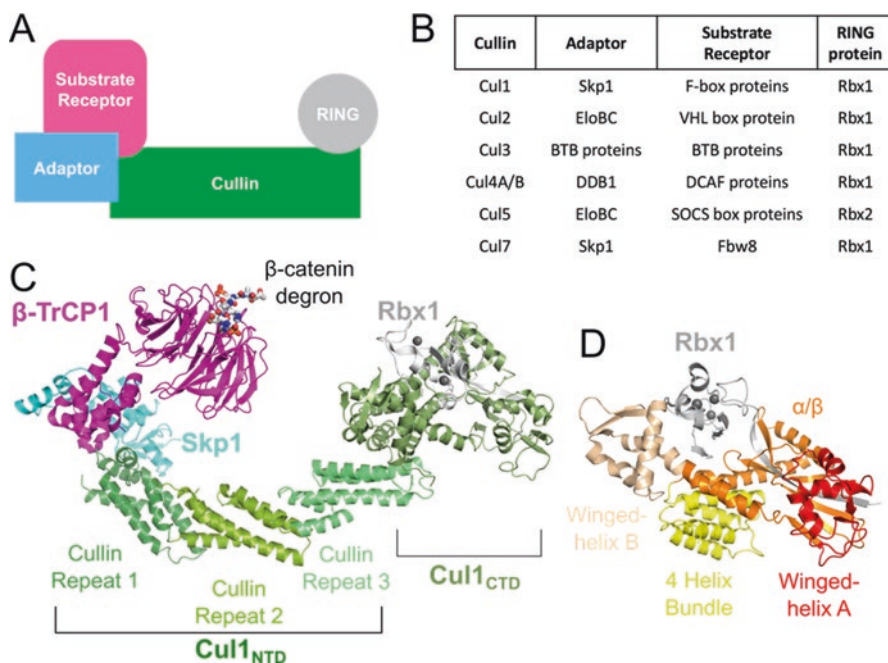 A
Substrate
Receptor
RING
Adaptor
Cullin
B
Cullin Adaptor Substrate Receptor RING protein
Cul1 Skp1 F-box proteins Rbx1
Cul2 EloBC VHL box protein Rbx1
Cul3 BTB proteins BTB proteins Rbx1
Cul4A/B DDB1 DCAF proteins Rbx1
Cul5 EloBC SOCS box proteins Rbx2
Cul7 Skp1 Fbw8 Rbx1
C
β-catenin
degron
β-TrCP1
Rbx1
Skp1
Cullin
Repeat 1
Cullin
Repeat 2
Cullin
Repeat 3
Cul1CTD
Cul1NTD
D
Rbx1
α/β
Winged-
helix B
4 Helix
Bundle
Winged-
helix A